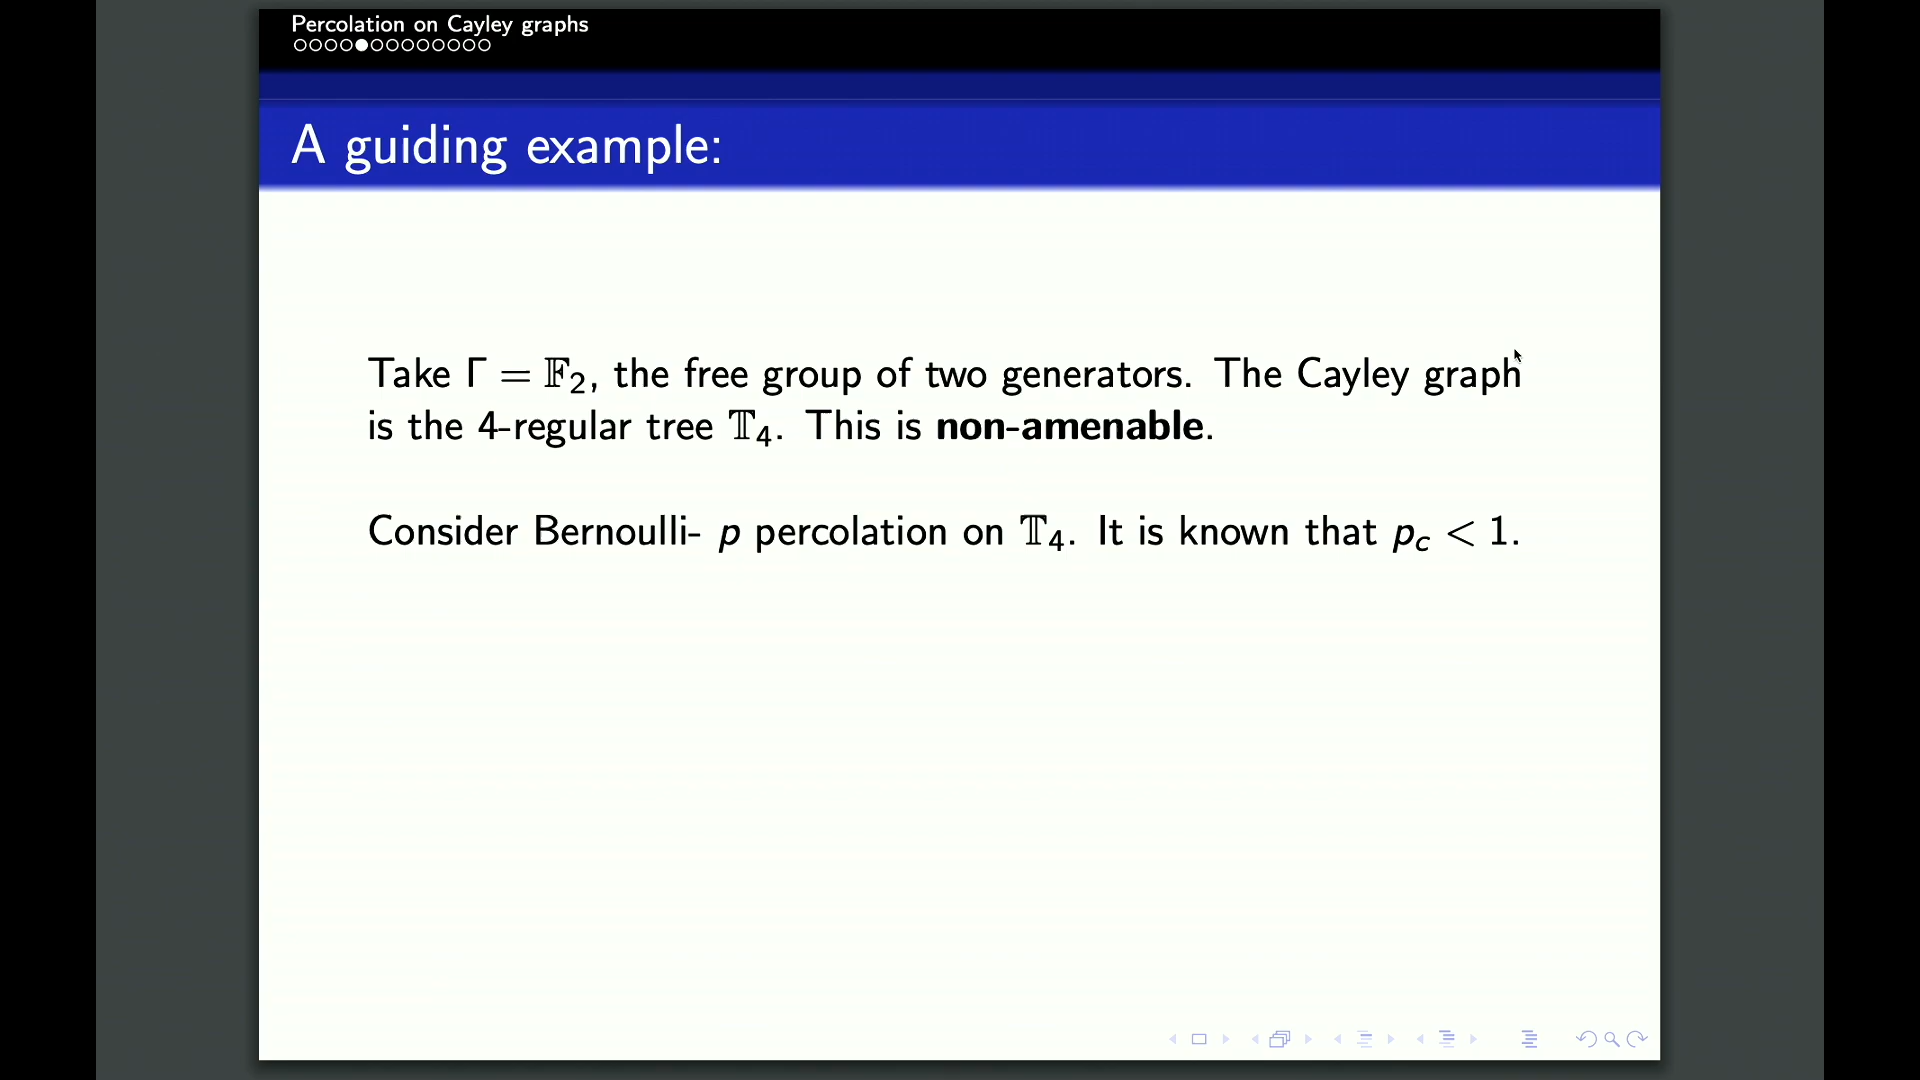 Percolation on Cayley graphs
A guiding example:
Take Γ = 𝔽₂, the free group of two generators. The Cayley graph
is the 4-regular tree 𝕋₄. This is non-amenable.
Consider Bernoulli- p percolation on 𝕋₄. It is known that p_c < 1.